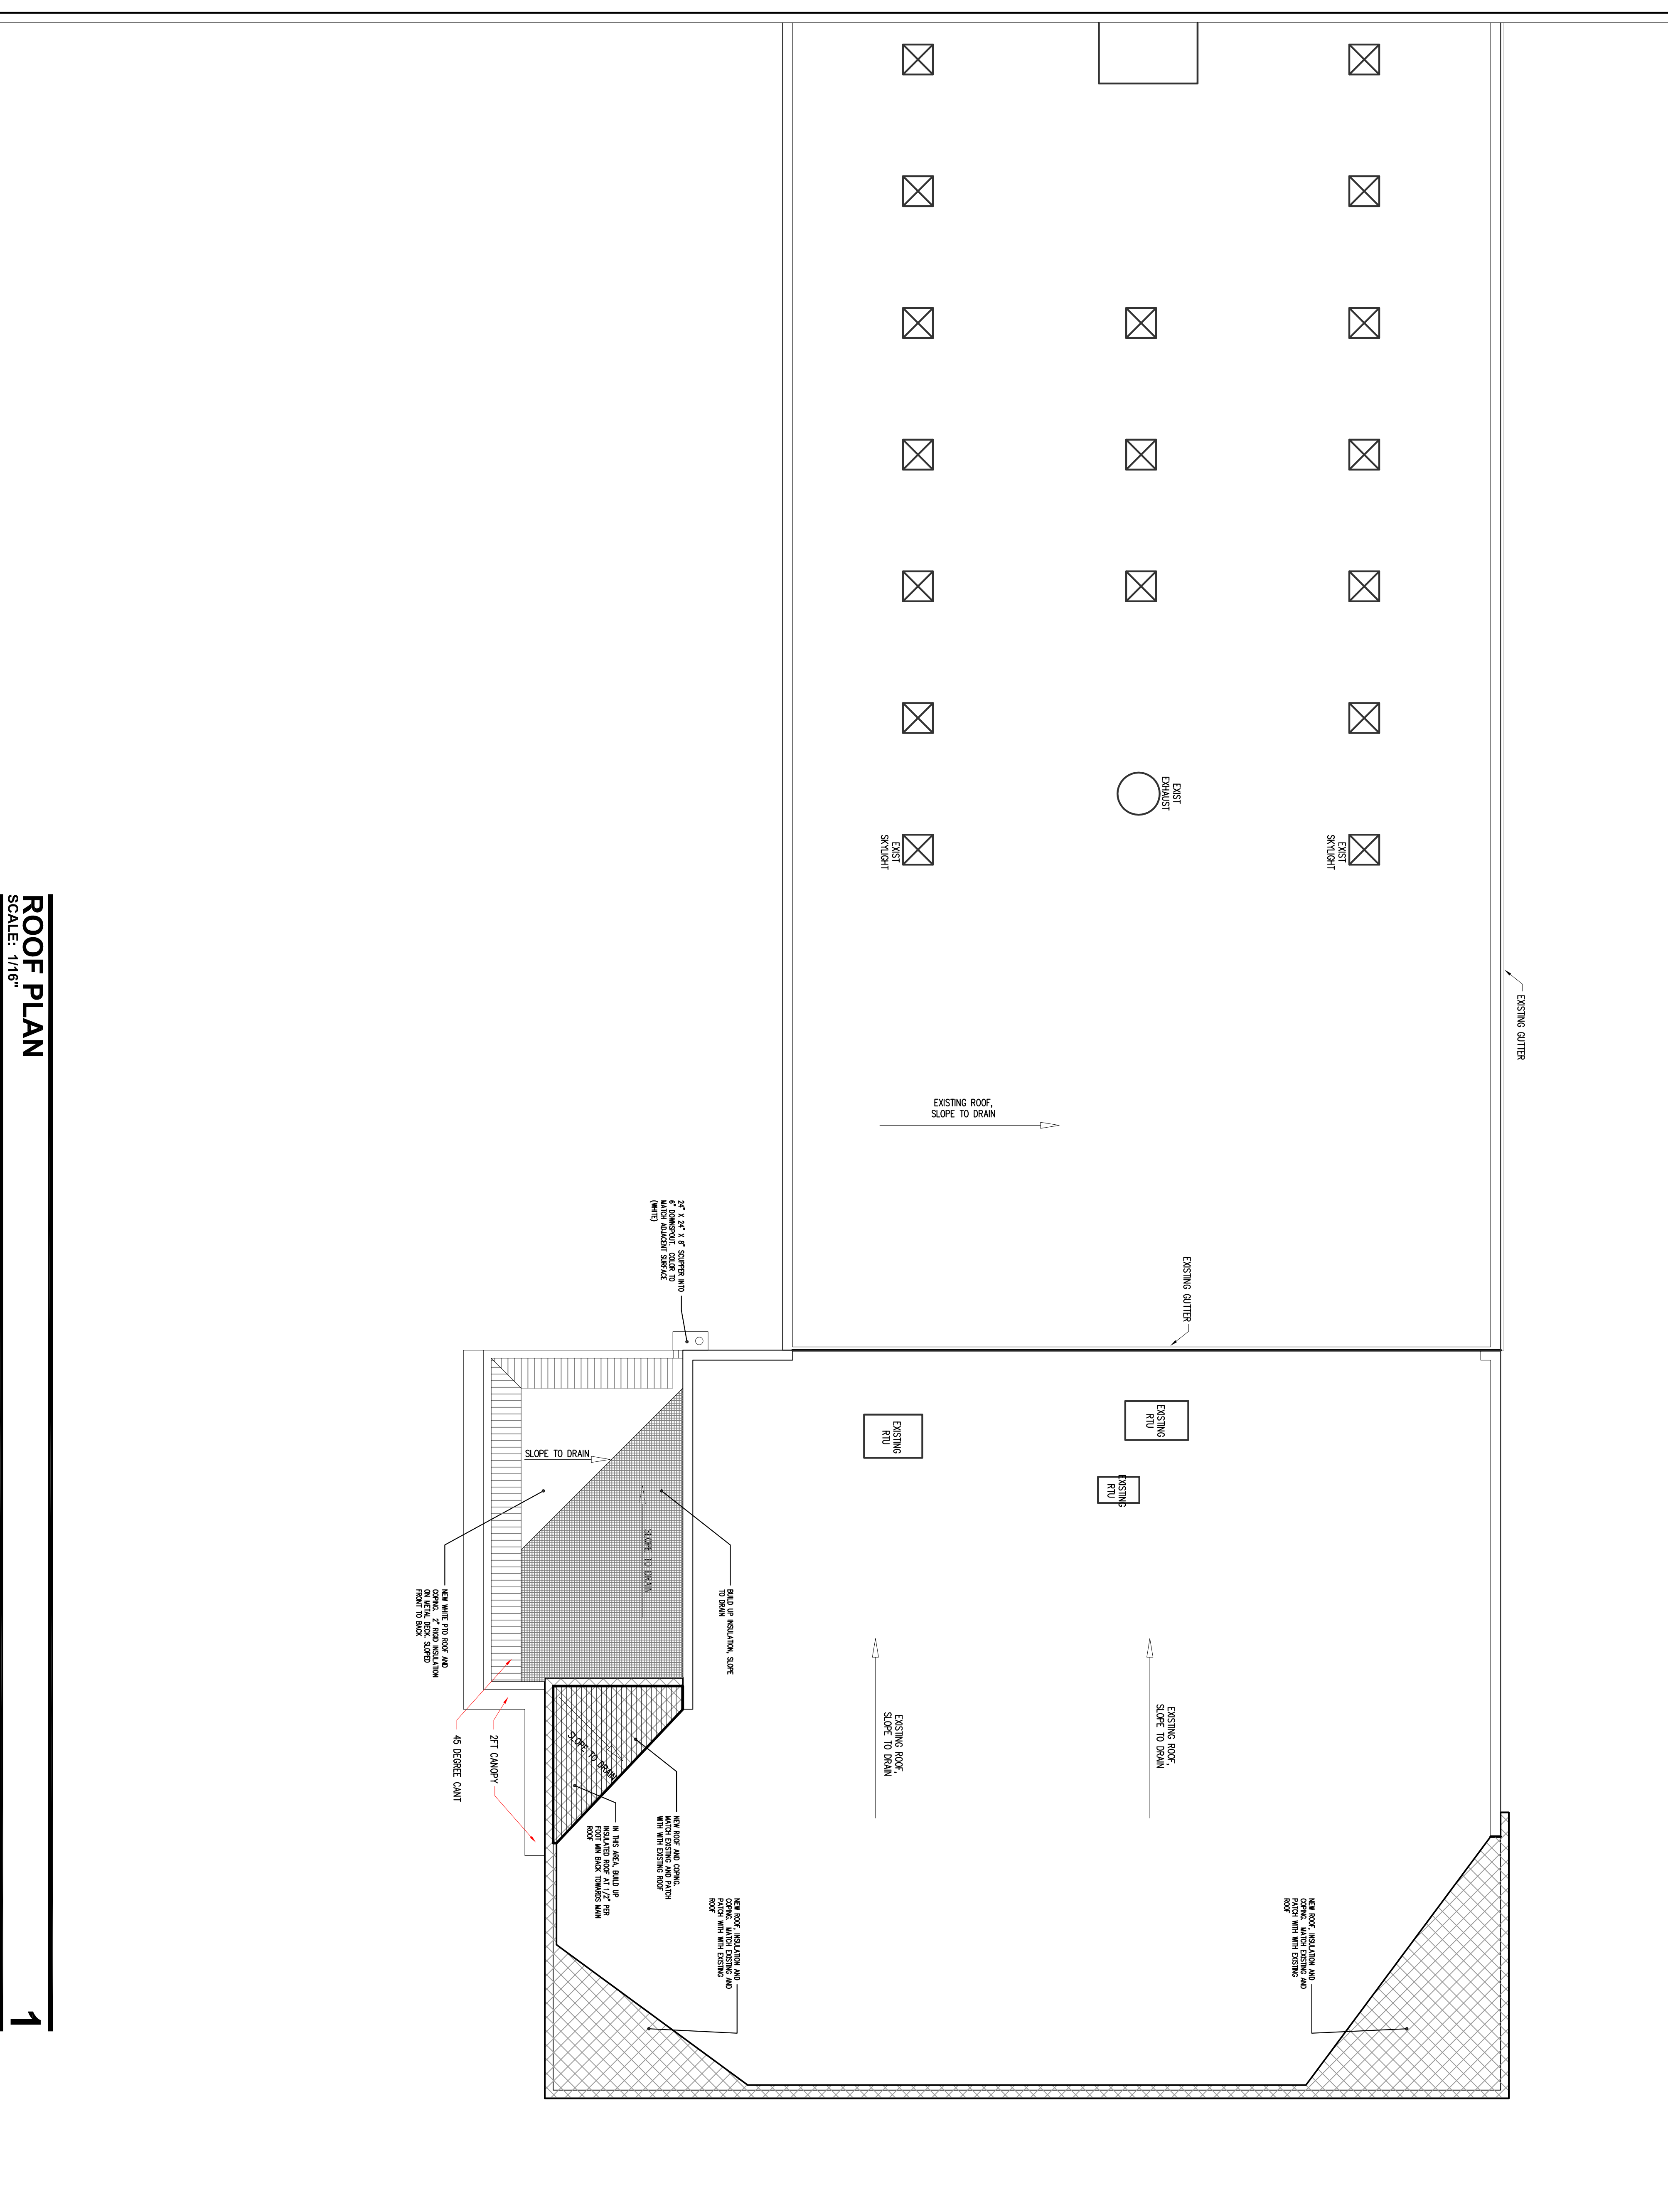 EXISTING GUTTER
EXIST
SKYLIGHT
EXIST
EXHAUST
EXIST
SKYLIGHT
EXISTING ROOF,
SLOPE TO DRAIN
EXISTING GUTTER
24" X 24" X 8" SCUPPER INTO
6" DOWNSPOUT. COLOR TO
MATCH ADJACENT SURFACE
(WHITE)
EXISTING
RTU
EXISTING
RTU
EXISTING
RTU
SLOPE TO DRAIN
SLOPE TO DRAIN
BUILD UP INSULATION, SLOPE
TO DRAIN
NEW WHITE PTD ROOF AND
COPING. 2" RIGID INSULATION
ON METAL DECK. SLOPED
FRONT TO BACK
EXISTING ROOF,
SLOPE TO DRAIN
EXISTING ROOF,
SLOPE TO DRAIN
SLOPE TO DRAIN
2FT CANOPY
45 DEGREE CANT
NEW ROOF AND COPING.
MATCH EXISTING AND PATCH
WITH WITH EXISTING ROOF
IN THIS AREA, BUILD UP
INSULATED ROOF AT 1/2" PER
FOOT MIN BACK TOWARDS MAIN
ROOF
NEW ROOF, INSULATION AND
COPING. MATCH EXISTING AND
PATCH WITH WITH EXISTING
ROOF
NEW ROOF, INSULATION AND
COPING. MATCH EXISTING AND
PATCH WITH WITH EXISTING
ROOF
ROOF PLAN
SCALE: 1/16"
1